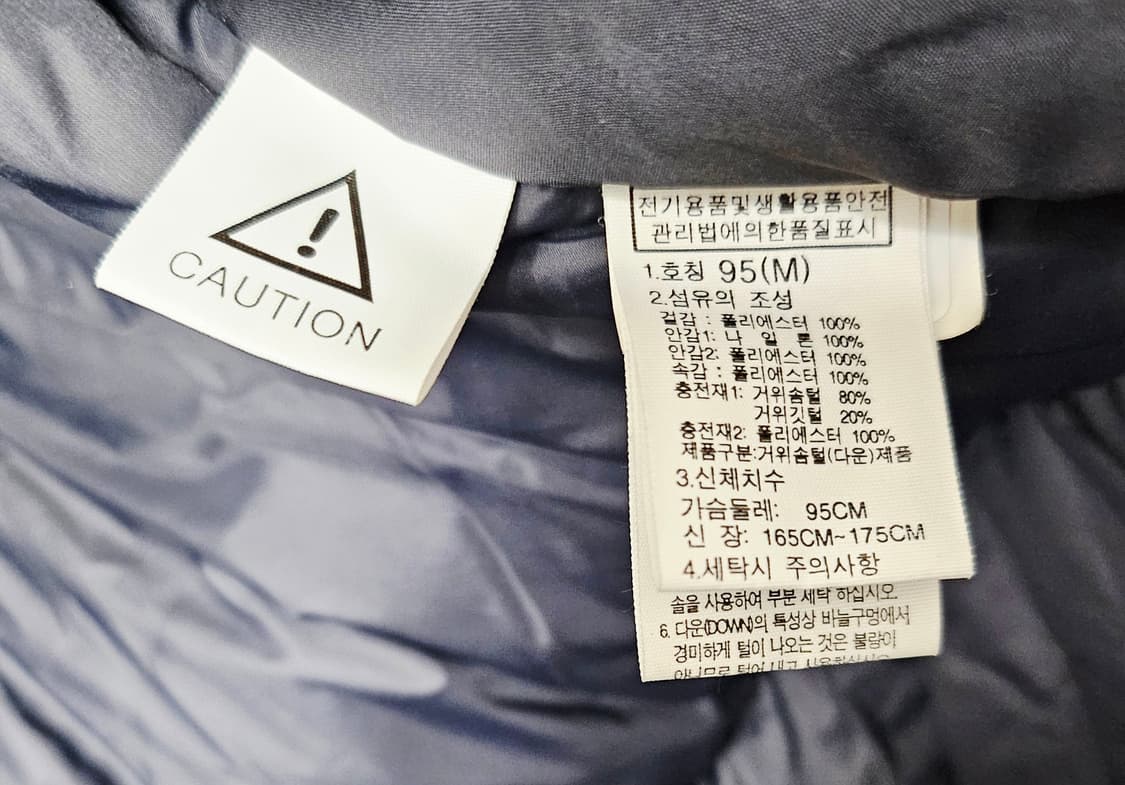 CAUTION
전기용품및생활용품안전
관리법에의한품질표시
1.호칭 95(M)
2.섬유의 조성
겉감 : 폴리에스터 100%
안감1: 나 일 론 100%
안감2: 폴리에스터 100%
속감 : 폴리에스터 100%
충전재1: 거위솜털 80%
거위깃털 20%
충전재2: 폴리에스터 100%
제품구분:거위솜털(다운)제품
3.신체치수
가슴둘레: 95CM
신 장: 165CM~175CM
4.세탁시 주의사항
솔을 사용하여 부분 세탁 하십시오
6. 다운(DOWN)의 특성상 바늘구멍에서
경미하게 털이 나오는 것은 불량이
아니므로 털어 내고